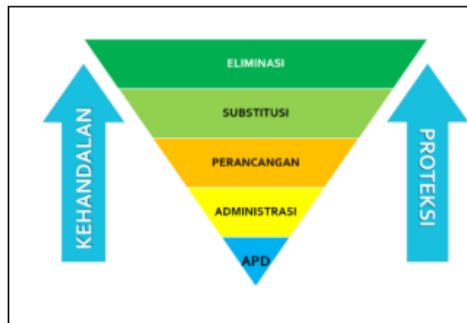 ELIMINASI
SUBSTITUSI
PERANCANGAN
ADMINISTRASI
APD
KEHANDALAN
PROTEKSI